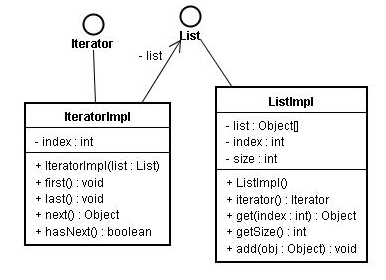 Iterator
List
- list
IteratorImpl
- index : int
+ IteratorImpl(list : List)
+ first() : void
+ last() : void
+ next() : Object
+ hasNext() : boolean
ListImpl
- list : Object[]
- index : int
- size : int
+ ListImpl()
+ iterator() : Iterator
+ get(index : int) : Object
+ getSize() : int
+ add(obj : Object) : void